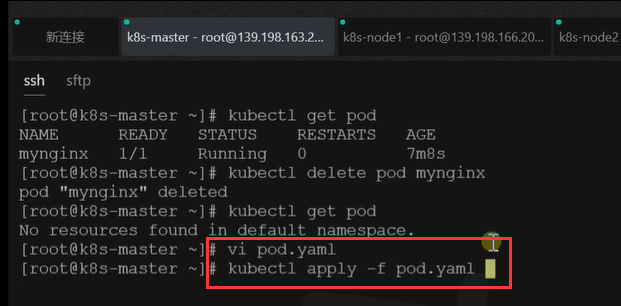 新连接
k8s-master - root@139.198.163.2...
k8s-node1 - root@139.198.166.20...
k8s-node2
ssh
sftp
[root@k8s-master ~]# kubectl get pod
NAME READY STATUS RESTARTS AGE
mynginx 1/1 Running 0 7m8s
[root@k8s-master ~]# kubectl delete pod mynginx
pod "mynginx" deleted
[root@k8s-master ~]# kubectl get pod
No resources found in default namespace.
[root@k8s-master ~]# vi pod.yaml
[root@k8s-master ~]# kubectl apply -f pod.yaml